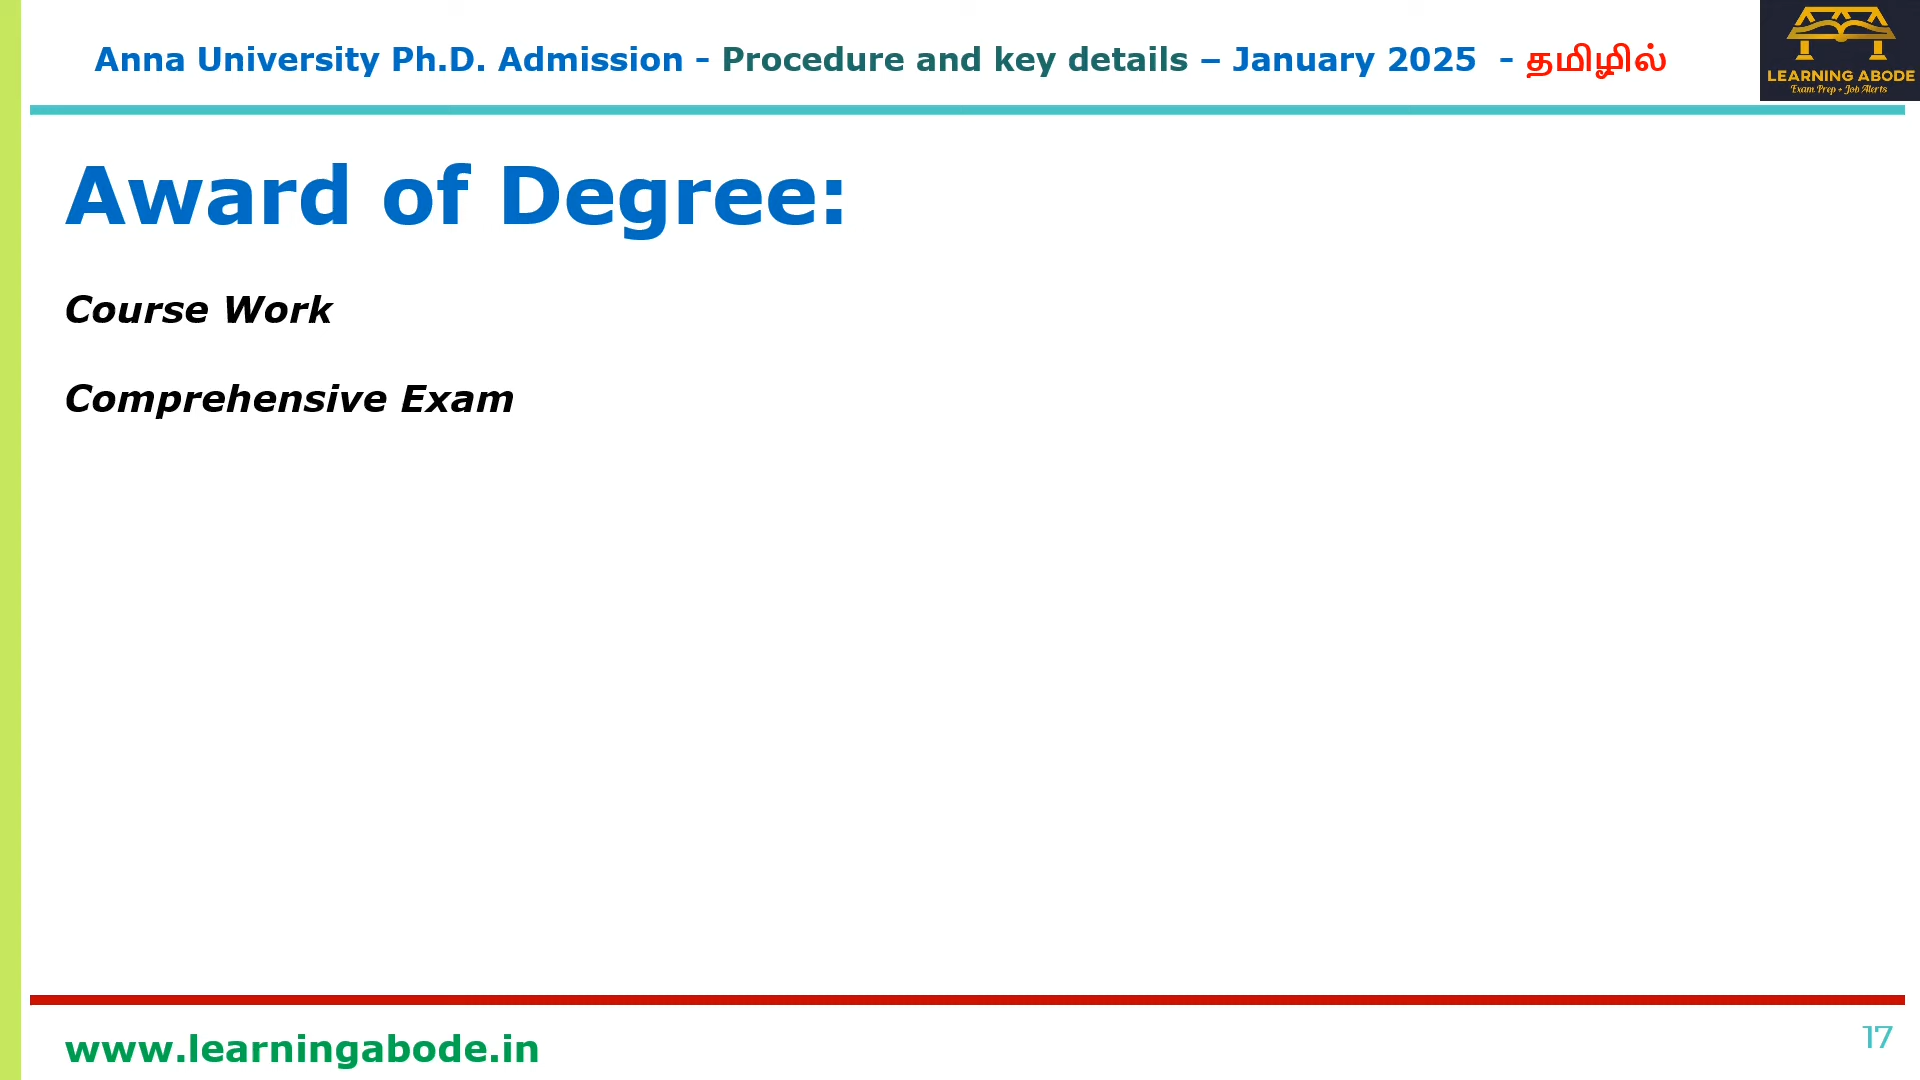 Anna University Ph.D. Admission - Procedure and key details – January 2025 - தமிழில்
LEARNING ABODE
Exam Prep + Job Alerts
Award of Degree:
Course Work
Comprehensive Exam
www.learningabode.in
17